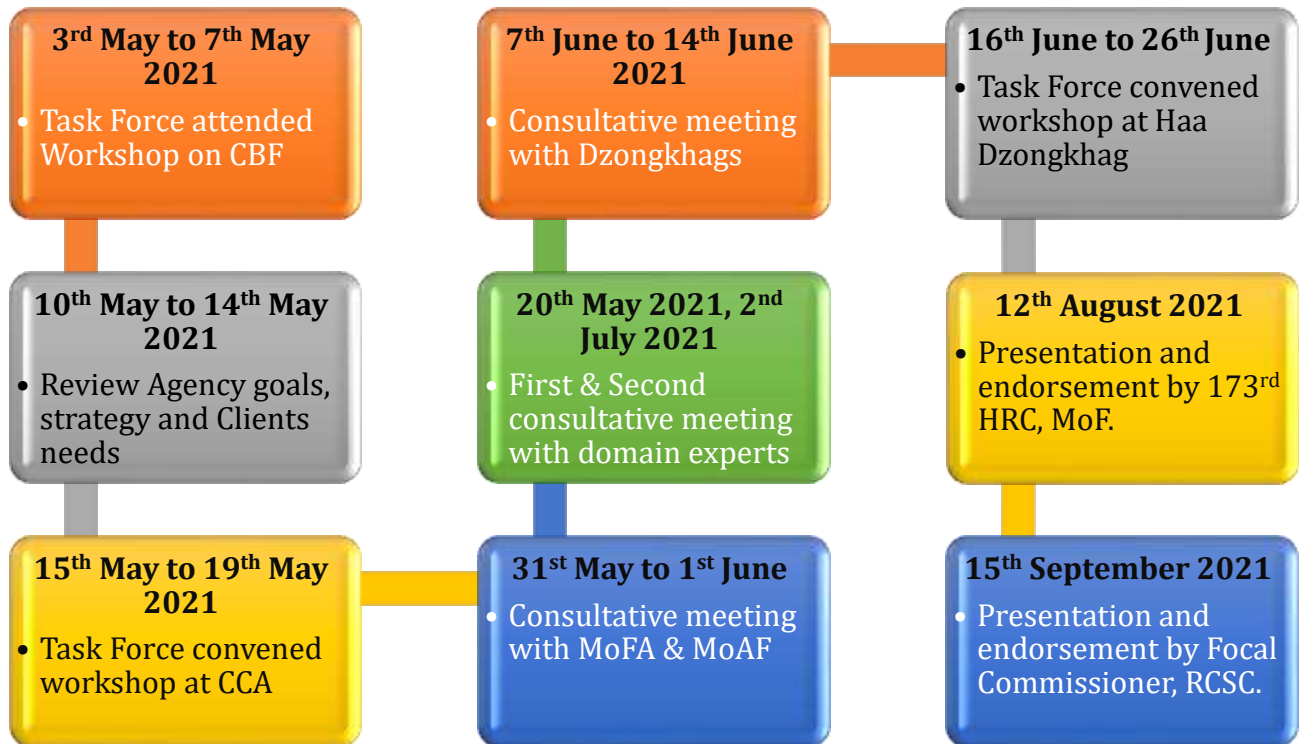 3rd May to 7th May
2021
• Task Force attended
Workshop on CBF
10th May to 14th May
2021
• Review Agency goals,
strategy and Clients
needs
15th May to 19th May
2021
• Task Force convened
workshop at CCA
31st May to 1st June
• Consultative meeting
with MoFA & MoAF
20th May 2021, 2nd
July 2021
• First & Second
consultative meeting
with domain experts
7th June to 14th June
2021
• Consultative meeting
with Dzongkhags
16th June to 26th June
• Task Force convened
workshop at Haa
Dzongkhag
12th August 2021
• Presentation and
endorsement by 173rd
HRC, MoF.
15th September 2021
• Presentation and
endorsement by Focal
Commissioner, RCSC.